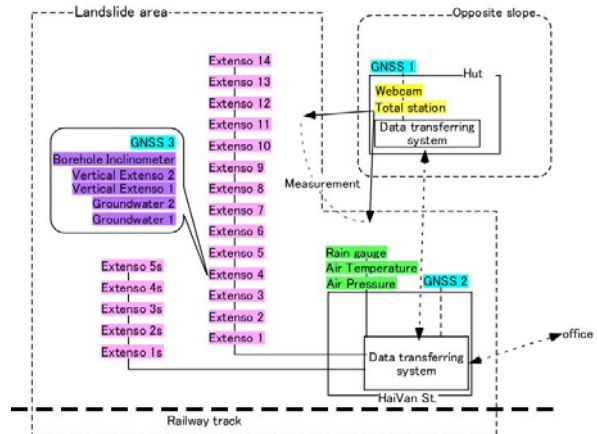 Landslide area
Opposite slope
Extenso 14
Extenso 13
Extenso 12
Extenso 11
Extenso 10
Extenso 9
Extenso 8
Extenso 7
Extenso 6
Extenso 5
Extenso 4
Extenso 3
Extenso 2
Extenso 1
GNSS 1
Hut
Webcam
Total station
Data transferring
system
Measurement
GNSS 3
Borehole Inclinometer
Vertical Extenso 2
Vertical Extenso 1
Groundwater 2
Groundwater 1
Extenso 5s
Extenso 4s
Extenso 3s
Extenso 2s
Extenso 1s
Rain gauge
Air Temperature
Air Pressure
GNSS 2
Data transferring
system
HaiVan St.
office
Railway track